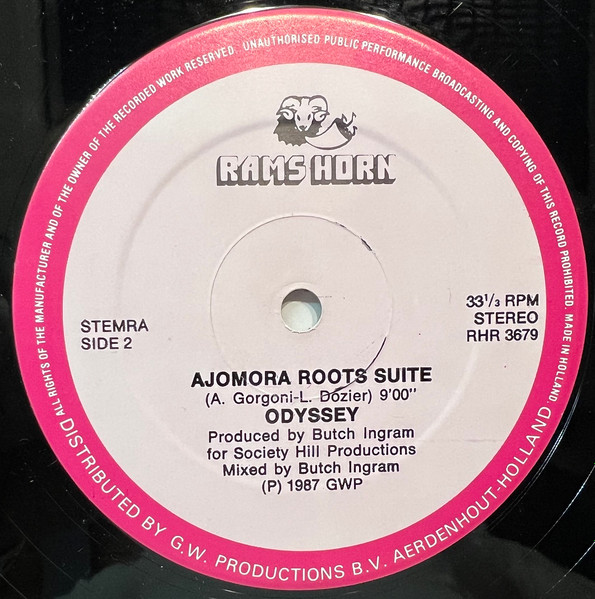 ALL RIGHTS OF THE MANUFACTURER AND OF THE OWNER OF THE RECORDED WORK RESERVED. UNAUTHORISED PUBLIC PERFORMANCE BROADCASTING AND COPYING OF THIS RECORD PROHIBITED. MADE IN HOLLAND.
RAMS HORN
STEMRA
SIDE 2
33¹/₃ RPM
STEREO
RHR 3679
AJOMORA ROOTS SUITE
(A. Gorgoni-L. Dozier) 9'00"
ODYSSEY
Produced by Butch Ingram
for Society Hill Productions
Mixed by Butch Ingram
(P) 1987 GWP
DISTRIBUTED BY G.W. PRODUCTIONS B.V. AERDENHOUT-HOLLAND